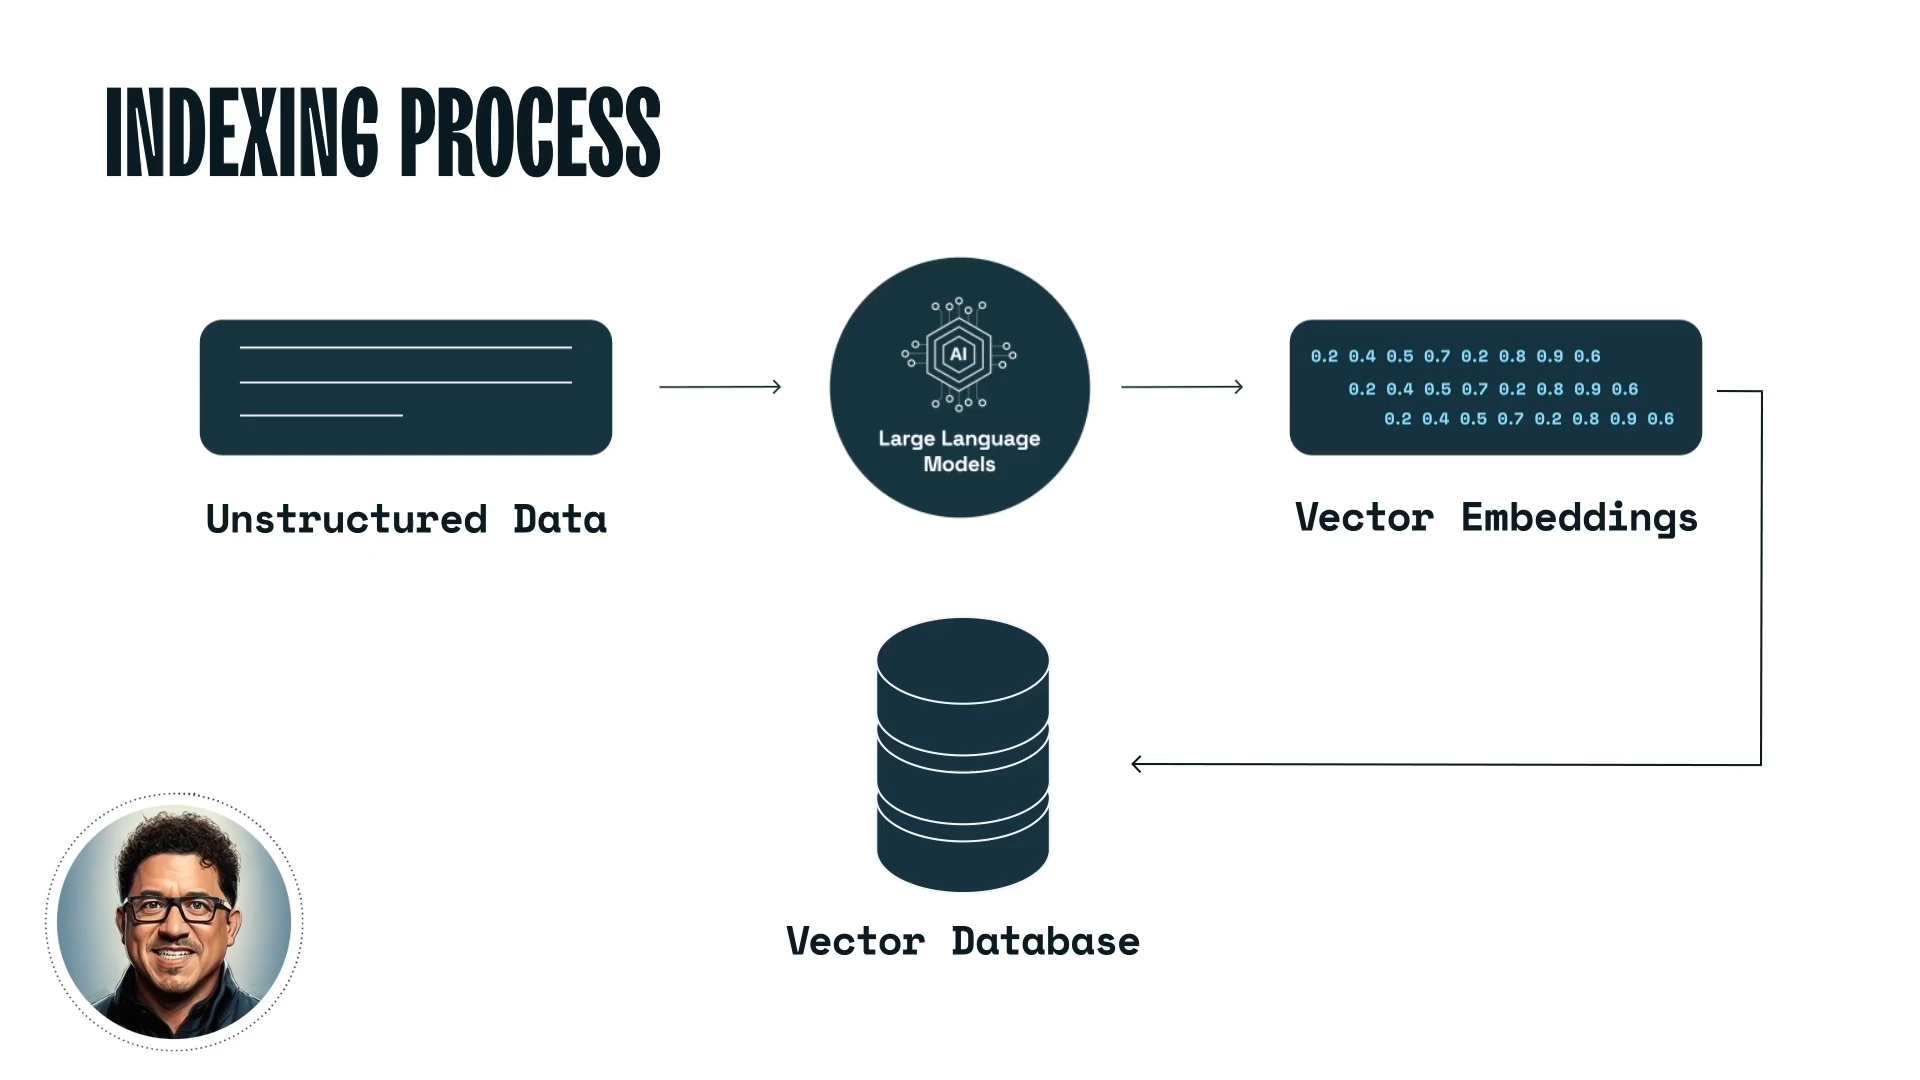 INDEXING PROCESS
AI
Large Language
Models
0.2 0.4 0.5 0.7 0.2 0.8 0.9 0.6
0.2 0.4 0.5 0.7 0.2 0.8 0.9 0.6
0.2 0.4 0.5 0.7 0.2 0.8 0.9 0.6
Unstructured Data
Vector Embeddings
Vector Database